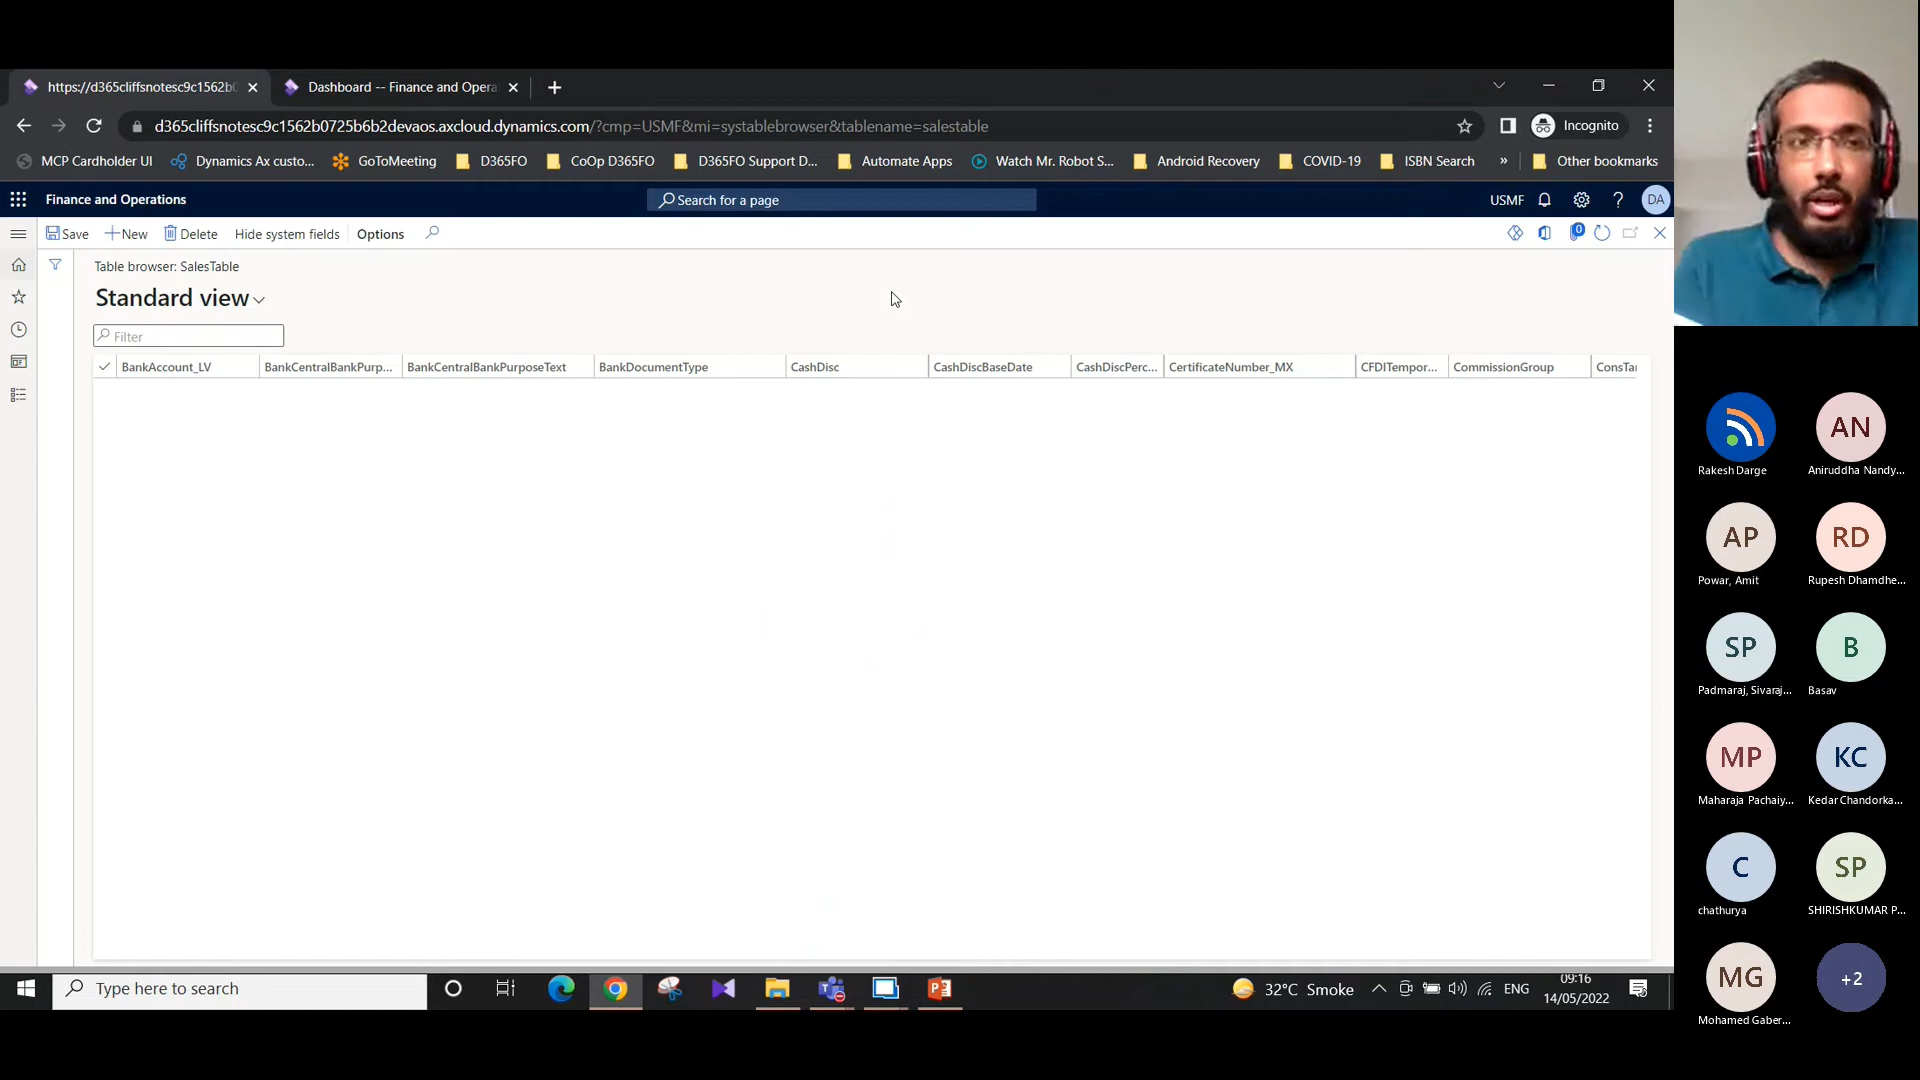 https://d365cliffsnotesc9c1562b0
Dashboard -- Finance and Opera
d365cliffsnotesc9c1562b0725b6b2devaos.axcloud.dynamics.com/?cmp=USMF&mi=systablebrowser&tablename=salestable
Incognito
MCP Cardholder UI
Dynamics Ax custo...
GoToMeeting
D365FO
CoOp D365FO
D365FO Support D...
Automate Apps
Watch Mr. Robot S...
Android Recovery
COVID-19
ISBN Search
»
Other bookmarks
Finance and Operations
Search for a page
USMF
?
DA
Save
New
Delete
Hide system fields
Options
0
Table browser: SalesTable
Standard view
Filter
BankAccount_LV
BankCentralBankPurp...
BankCentralBankPurposeText
BankDocumentType
CashDisc
CashDiscBaseDate
CashDiscPerc...
CertificateNumber_MX
CFDITempor...
CommissionGroup
ConsTar
Type here to search
32°C Smoke
ENG
09:16
14/05/2022
Rakesh Darge
AN
Aniruddha Nandy...
AP
Powar, Amit
RD
Rupesh Dhamdhe...
SP
Padmaraj, Sivaraj...
B
Basav
MP
Maharaja Pachaiy...
KC
Kedar Chandorka...
C
chathurya
SP
SHIRISHKUMAR P...
MG
Mohamed Gaber...
+2